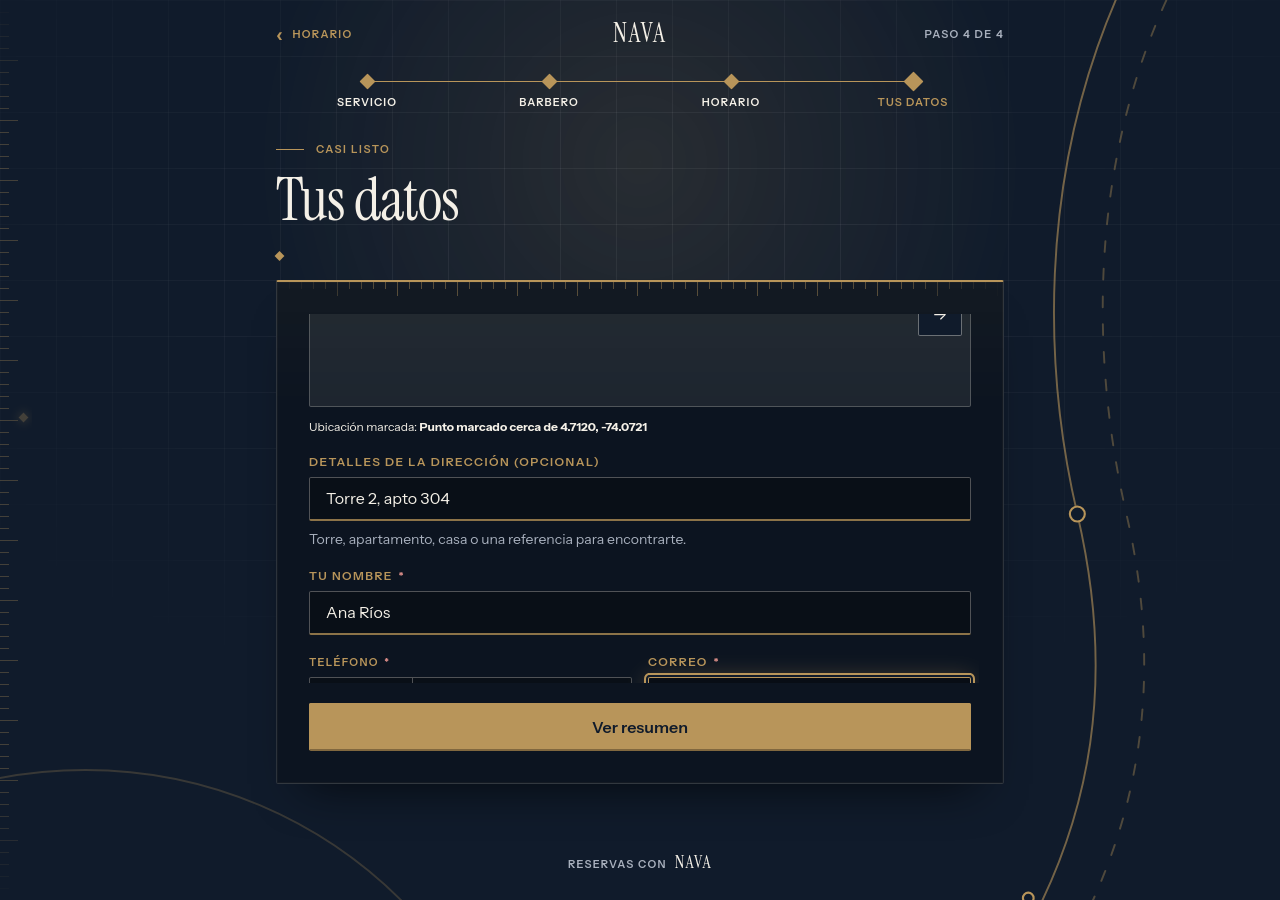 ‹ HORARIO
NAVA
PASO 4 DE 4
SERVICIO
BARBERO
HORARIO
TUS DATOS
CASI LISTO
Tus datos
Ubicación marcada: Punto marcado cerca de 4.7120, -74.0721
DETALLES DE LA DIRECCIÓN (OPCIONAL)
Torre 2, apto 304
Torre, apartamento, casa o una referencia para encontrarte.
TU NOMBRE *
Ana Ríos
TELÉFONO *
CORREO *
Ver resumen
RESERVAS CON NAVA